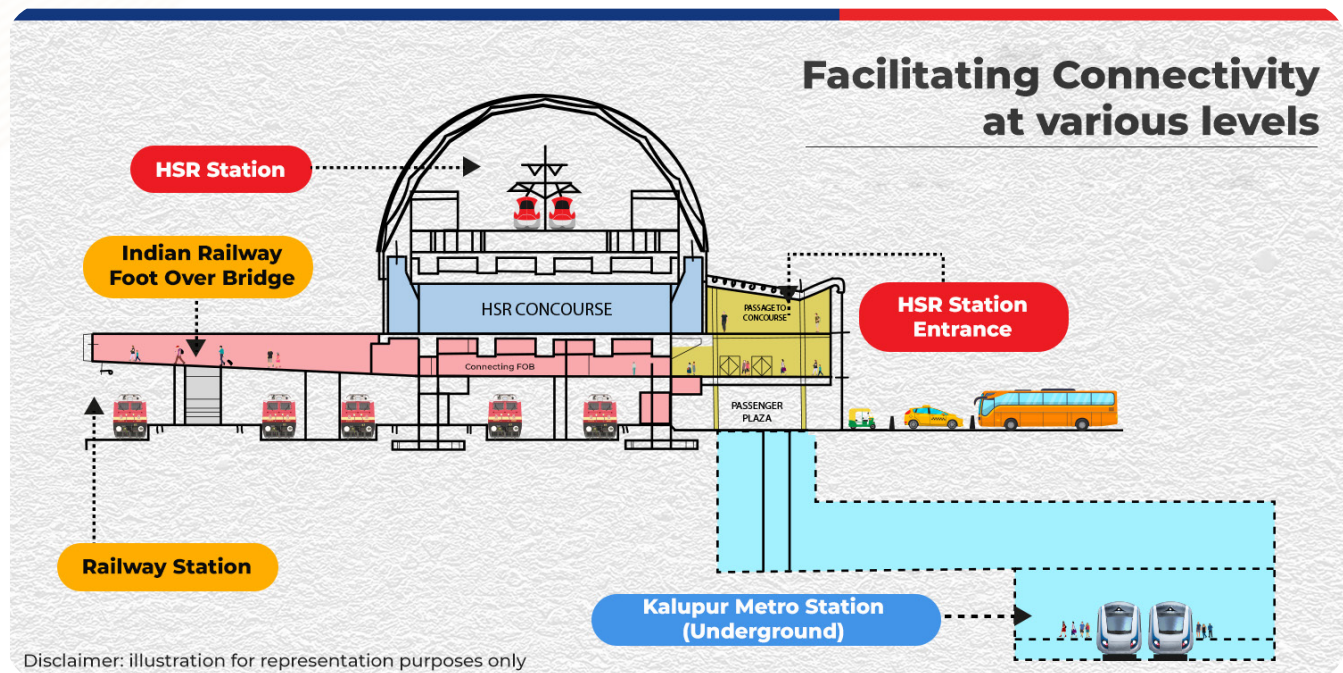 Facilitating Connectivity
at various levels
HSR Station
Indian Railway
Foot Over Bridge
HSR CONCOURSE
PASSAGE TO
CONCOURSE
HSR Station
Entrance
Connecting FOB
PASSENGER
PLAZA
Railway Station
Kalupur Metro Station
(Underground)
Disclaimer: illustration for representation purposes only